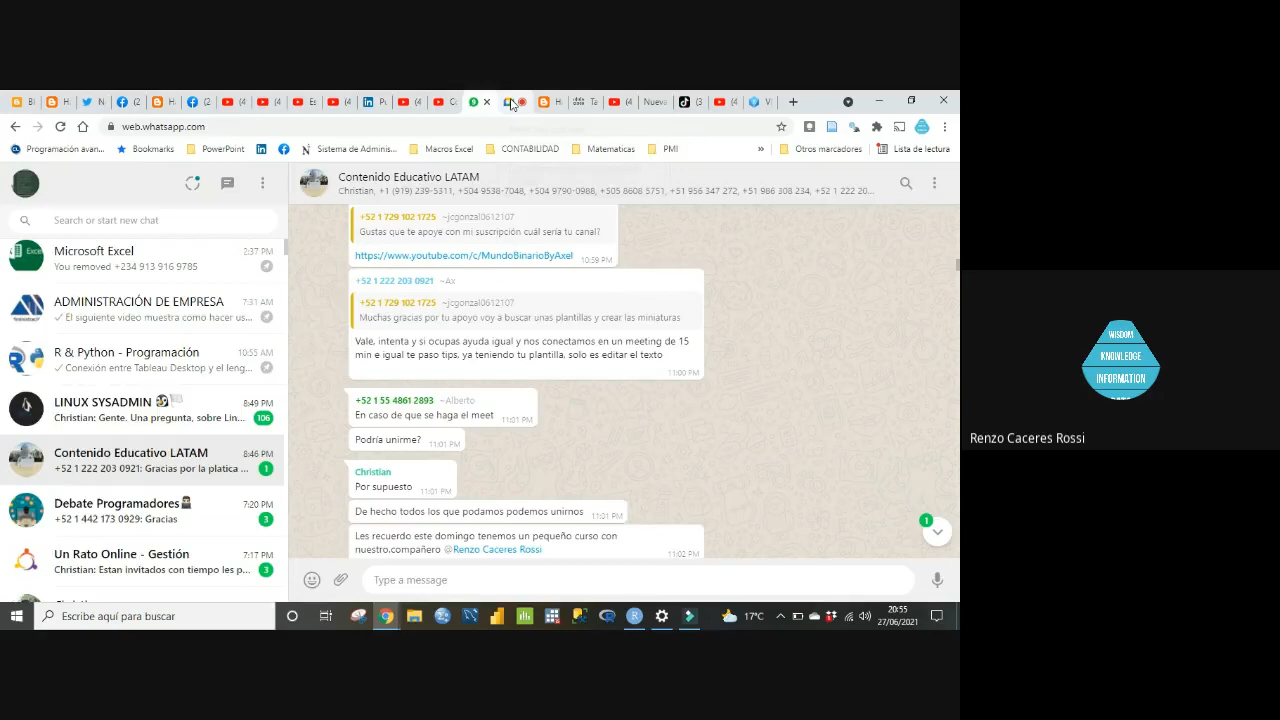 web.whatsapp.com
Programación avan...
Bookmarks
PowerPoint
Sistema de Adminis...
Macros Excel
CONTABILIDAD
Matematicas
PMI
»
Otros marcadores
Lista de lectura
Contenido Educativo LATAM
Christian, +1 (919) 239-5311, +504 9538-7048, +504 9790-0988, +505 8608 5751, +51 956 347 272, +51 986 308 234, +52 1 222 20...
Search or start new chat
Microsoft Excel
2:37 PM
You removed +234 913 916 9785
ADMINISTRACIÓN DE EMPRESA
7:31 AM
El siguiente video muestra como hacer us...
R & Python - Programación
10:55 AM
Conexión entre Tableau Desktop y el leng...
LINUX SYSADMIN
8:49 PM
Christian: Gente. Una pregunta, sobre Lin...
106
Contenido Educativo LATAM
8:46 PM
+52 1 222 203 0921: Gracias por la platica ...
1
Debate Programadores
7:20 PM
+52 1 442 173 0929: Gracias
3
Un Rato Online - Gestión
7:17 PM
Christian: Estan invitados con tiempo les p...
3
+52 1 729 102 1725 ~jcgonzal0612107
Gustas que te apoye con mi suscripción cuál sería tu canal?
https://www.youtube.com/c/MundoBinarioByAxel
10:59 PM
+52 1 222 203 0921 ~Ax
+52 1 729 102 1725 ~jcgonzal0612107
Muchas gracias por tu apoyo voy a buscar unas plantillas y crear las miniaturas
Vale, intenta y si ocupas ayuda igual y nos conectamos en un meeting de 15
min e igual te paso tips, ya teniendo tu plantilla, solo es editar el texto
11:00 PM
+52 1 55 4861 2893 ~Alberto
En caso de que se haga el meet
11:01 PM
Podría unirme?
11:01 PM
Christian
Por supuesto
11:01 PM
De hecho todos los que podamos podemos unirnos
11:01 PM
Les recuerdo este domingo tenemos un pequeño curso con
nuestro.compañero @Renzo Caceres Rossi
11:02 PM
1
Type a message
Escribe aquí para buscar
17°C
20:55
27/06/2021
WISDOM
KNOWLEDGE
INFORMATION
Renzo Caceres Rossi